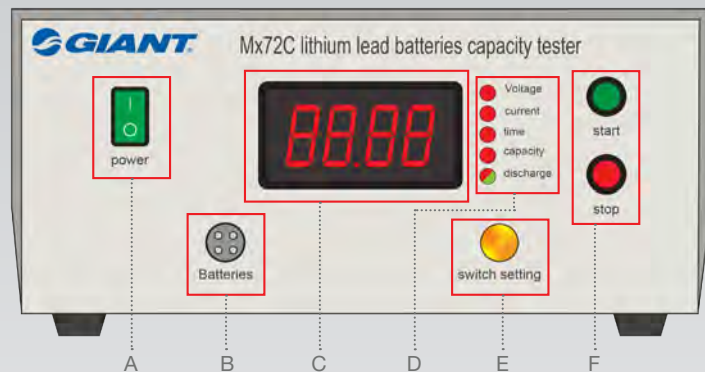 GIANT.
Mx72C lithium lead batteries capacity tester
Voltage
current
time
capacity
discharge
88.88
power
start
stop
Batteries
switch setting
A B C D E F